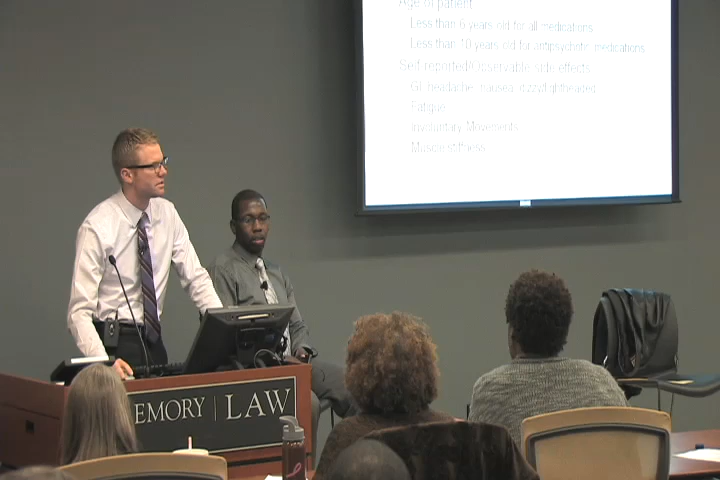 Age of patient
Less than 6 years old for all medications
Less than 10 years old for antipsychotic medications
Self-reported/Observable side effects
GI, headache, nausea, dizzy/lightheaded
Fatigue
Involuntary Movements
Muscle stiffness
EMORY | LAW